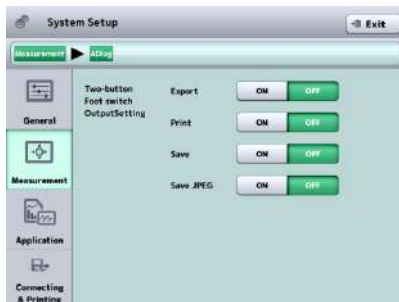 System Setup
Exit
Measurement
General
Measurement
Application
Connecting
& Printing
Two-button
Foot switch
OutputSetting
Export ON OFF
Print ON OFF
Save ON OFF
Save JPEG ON OFF